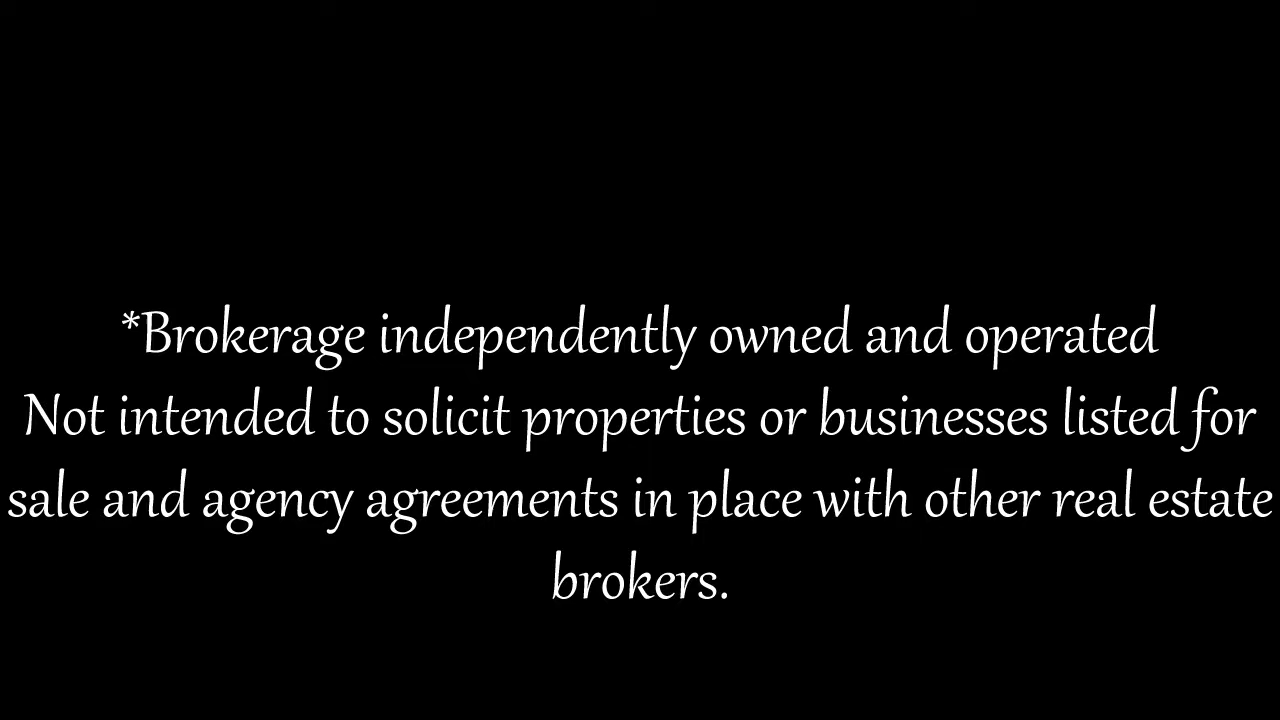 *Brokerage independently owned and operated
Not intended to solicit properties or businesses listed for
sale and agency agreements in place with other real estate
brokers.